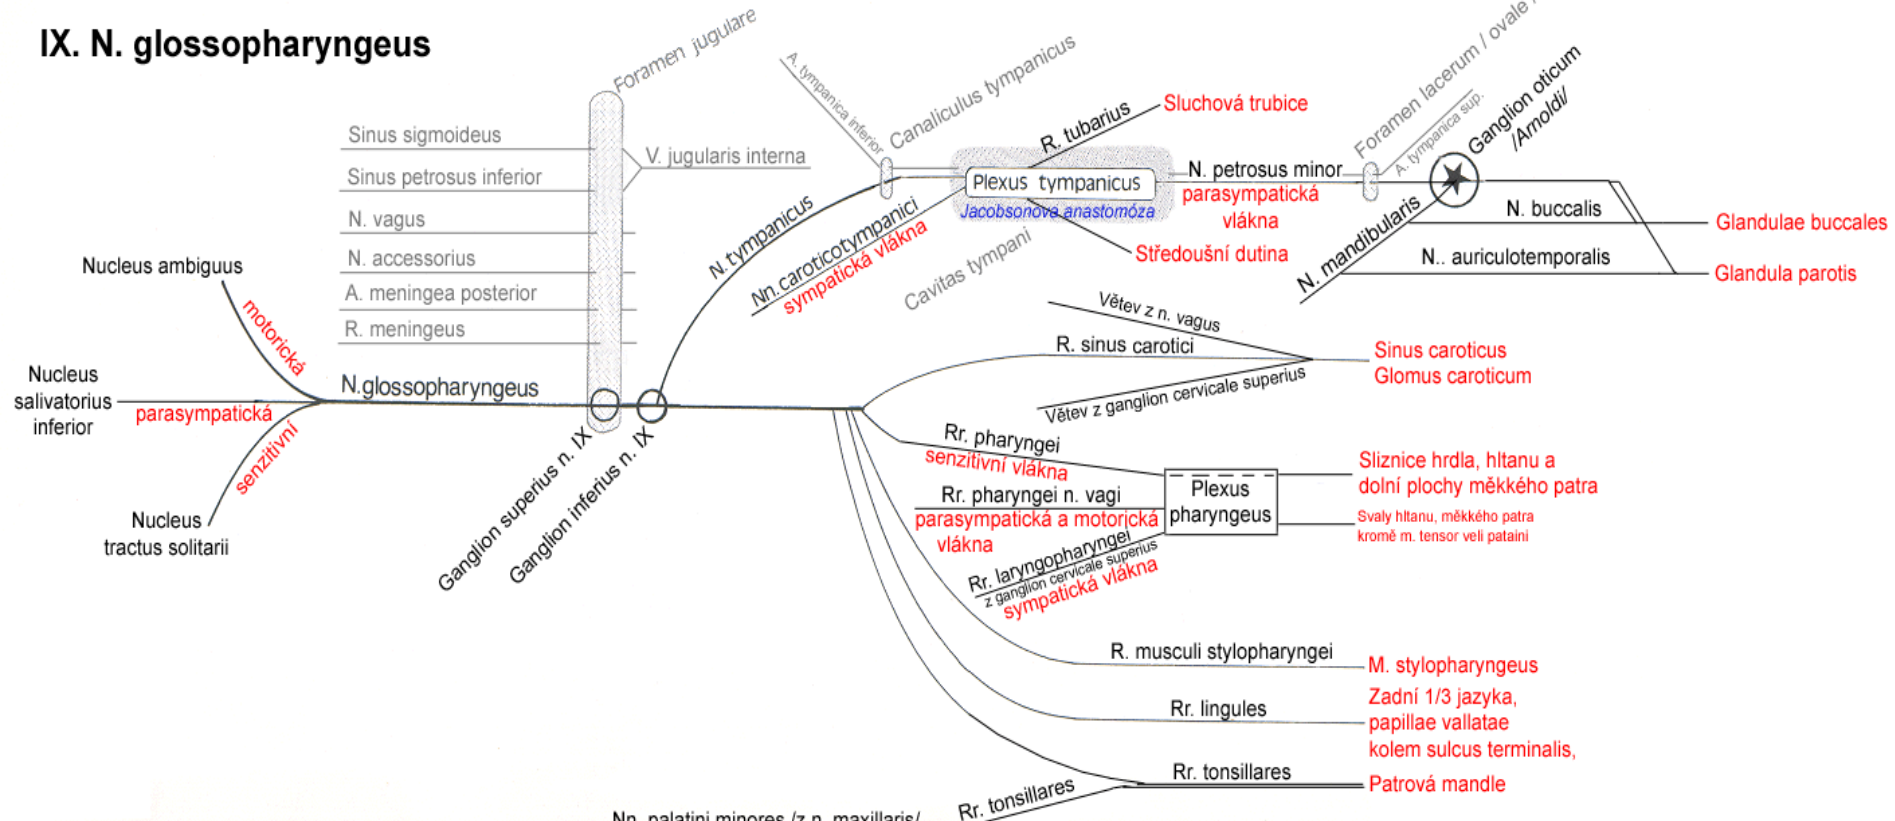 IX. N. glossopharyngeus
Foramen jugulare
Sinus sigmoideus
Sinus petrosus inferior
V. jugularis interna
N. vagus
N. accessorius
A. meningea posterior
R. meningeus
Nucleus ambiguus
motorická
Nucleus
salivatorius
inferior
parasympatická
senzitivní
Nucleus
tractus solitarii
N.glossopharyngeus
Ganglion superius n. IX
Ganglion inferius n. IX
A. tympanica inferior
Canaliculus tympanicus
N. tympanicus
Nn. caroticotympanici
sympatická vlákna
R. tubarius
Sluchová trubice
Plexus tympanicus
Jacobsonova anastomóza
Středoušní dutina
Cavitas tympani
N. petrosus minor
parasympatická
vlákna
Foramen lacerum / ovale /
A. tympanica sup.
Ganglion oticum
/Arnoldi/
N. mandibularis
N. buccalis
Glandulae buccales
N.. auriculotemporalis
Glandula parotis
Větev z n. vagus
R. sinus carotici
Větev z ganglion cervicale superius
Sinus caroticus
Glomus caroticum
Rr. pharyngei
senzitivní vlákna
Rr. pharyngei n. vagi
parasympatická a motorická
vlákna
Rr. laryngopharyngei
z ganglion cervicale superius
sympatická vlákna
Plexus
pharyngeus
Sliznice hrdla, hltanu a
dolní plochy měkkého patra
Svaly hltanu, měkkého patra
kromě m. tensor veli pataini
R. musculi stylopharyngei
M. stylopharyngeus
Rr. lingules
Zadní 1/3 jazyka,
papillae vallatae
kolem sulcus terminalis,
Rr. tonsillares
Patrová mandle
Rr. tonsillares
Nn. palatini minores /z n. maxillaris/